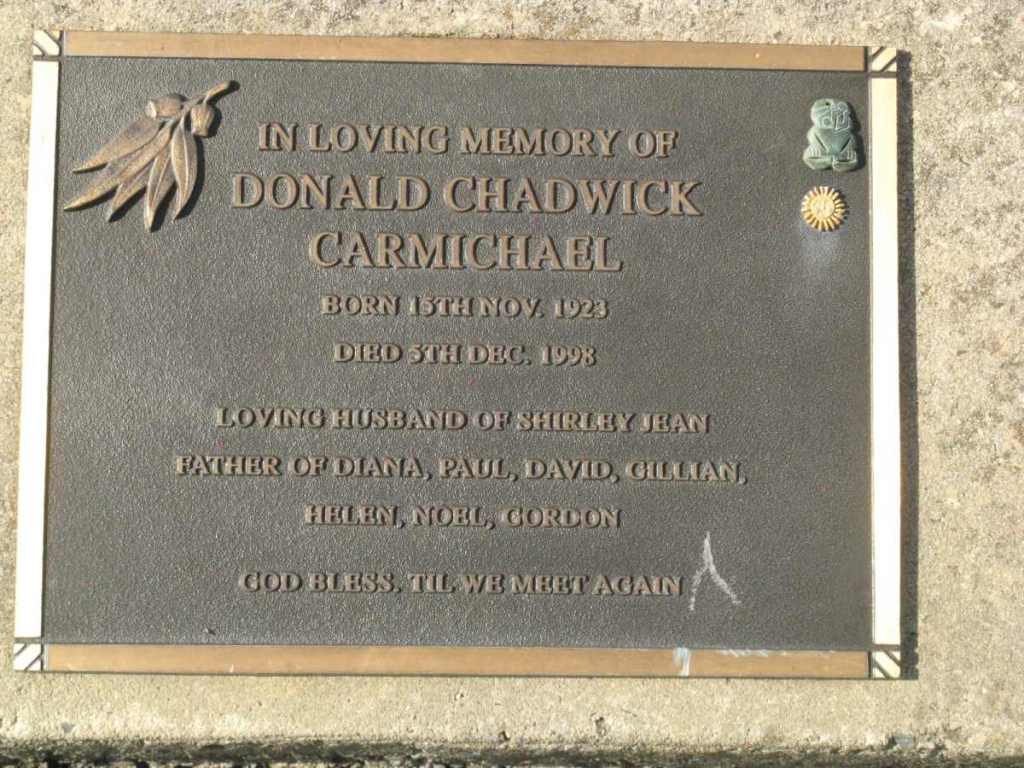 IN LOVING MEMORY OF
DONALD CHADWICK
CARMICHAEL
BORN 15TH NOV. 1923
DIED 5TH DEC. 1998
LOVING HUSBAND OF SHIRLEY JEAN
FATHER OF DIANA, PAUL, DAVID, GILLIAN,
HELEN, NOEL, GORDON
GOD BLESS. TIL WE MEET AGAIN